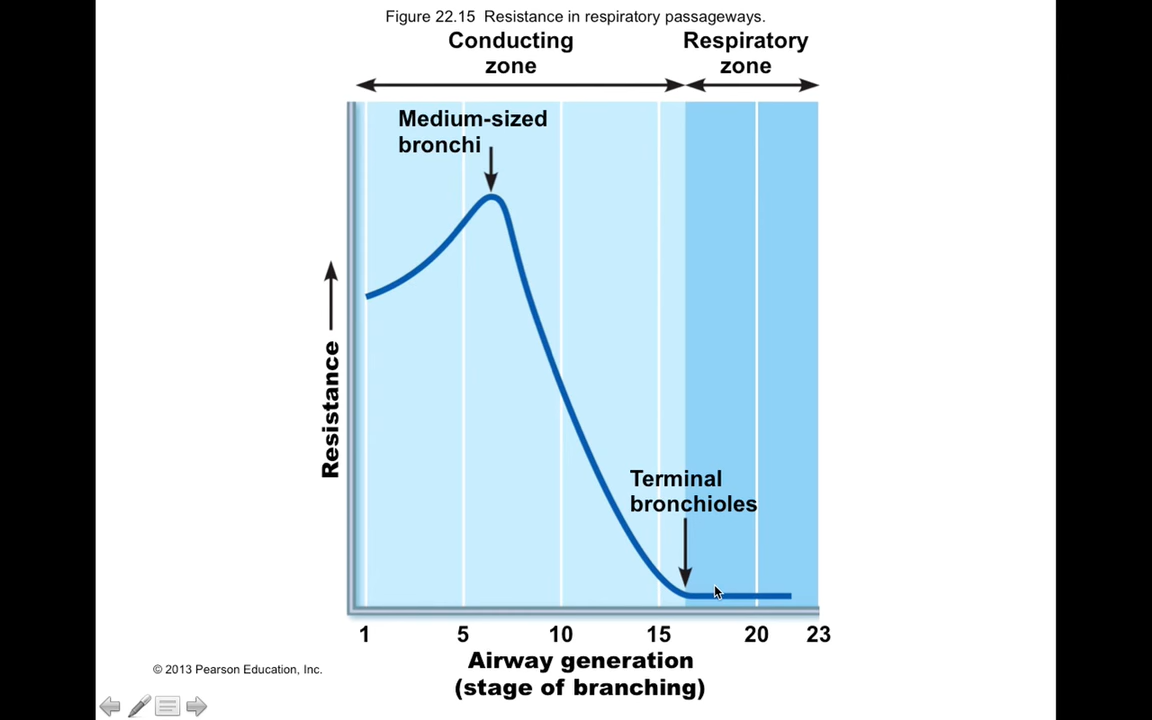 Figure 22.15 Resistance in respiratory passageways.
Conducting
zone
Respiratory
zone
Medium-sized
bronchi
Resistance
Terminal
bronchioles
1 5 10 15 20 23
Airway generation
(stage of branching)
© 2013 Pearson Education, Inc.